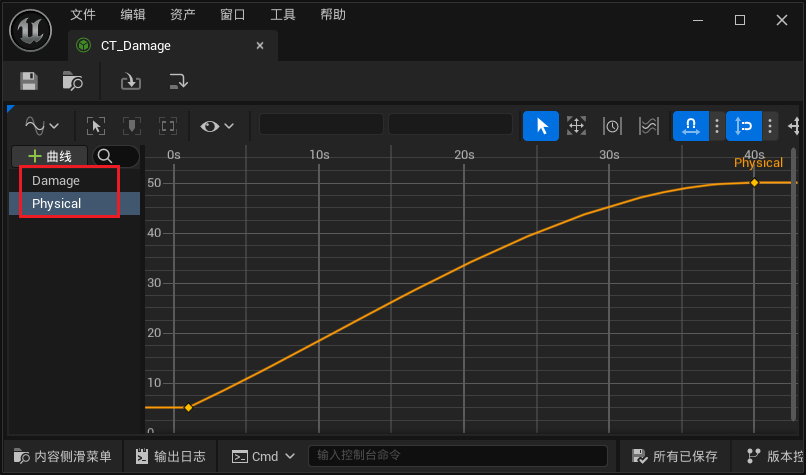 文件 编辑 资产 窗口 工具 帮助
CT_Damage
曲线
0s 10s 20s 30s 40s
Damage
Physical
Physical
50
40
30
20
10
0
内容侧滑菜单 输出日志 Cmd 输入控制台命令 所有已保存 版本控